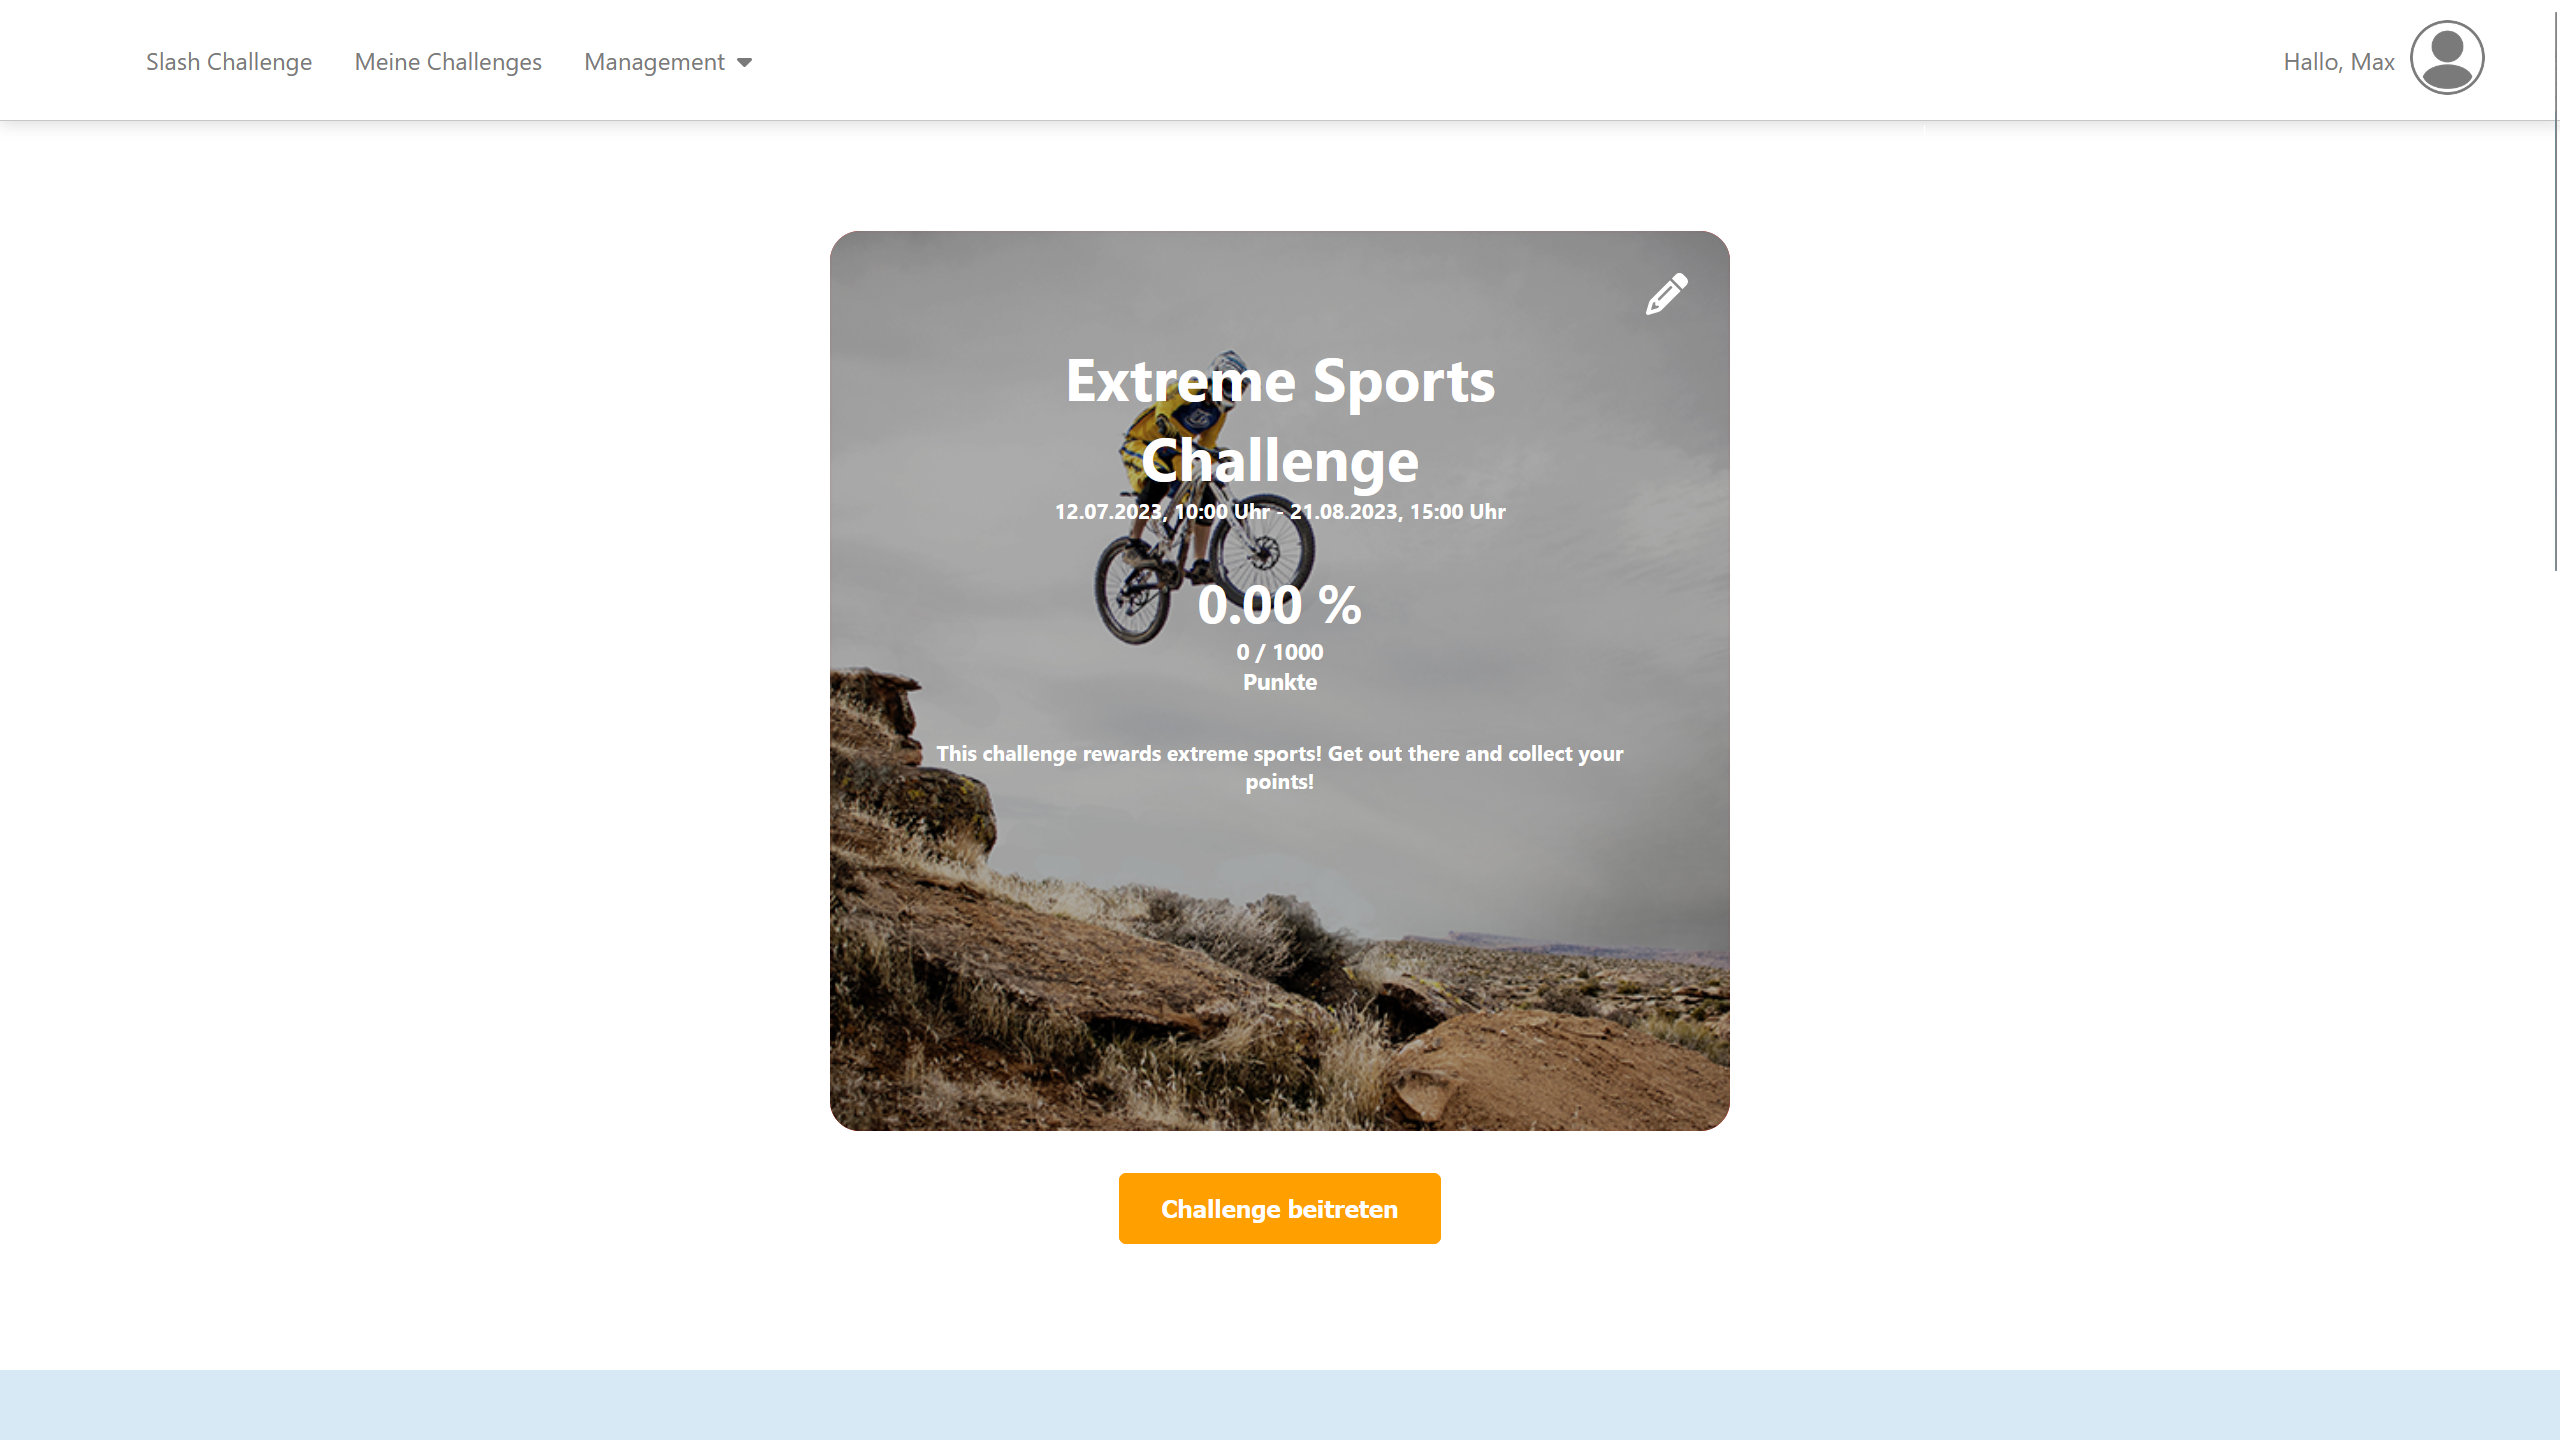 Slash Challenge Meine Challenges Management Hallo, Max
Extreme Sports
Challenge
12.07.2023, 10:00 Uhr - 21.08.2023, 15:00 Uhr
0.00 %
0 / 1000
Punkte
This challenge rewards extreme sports! Get out there and collect your
points!
Challenge beitreten